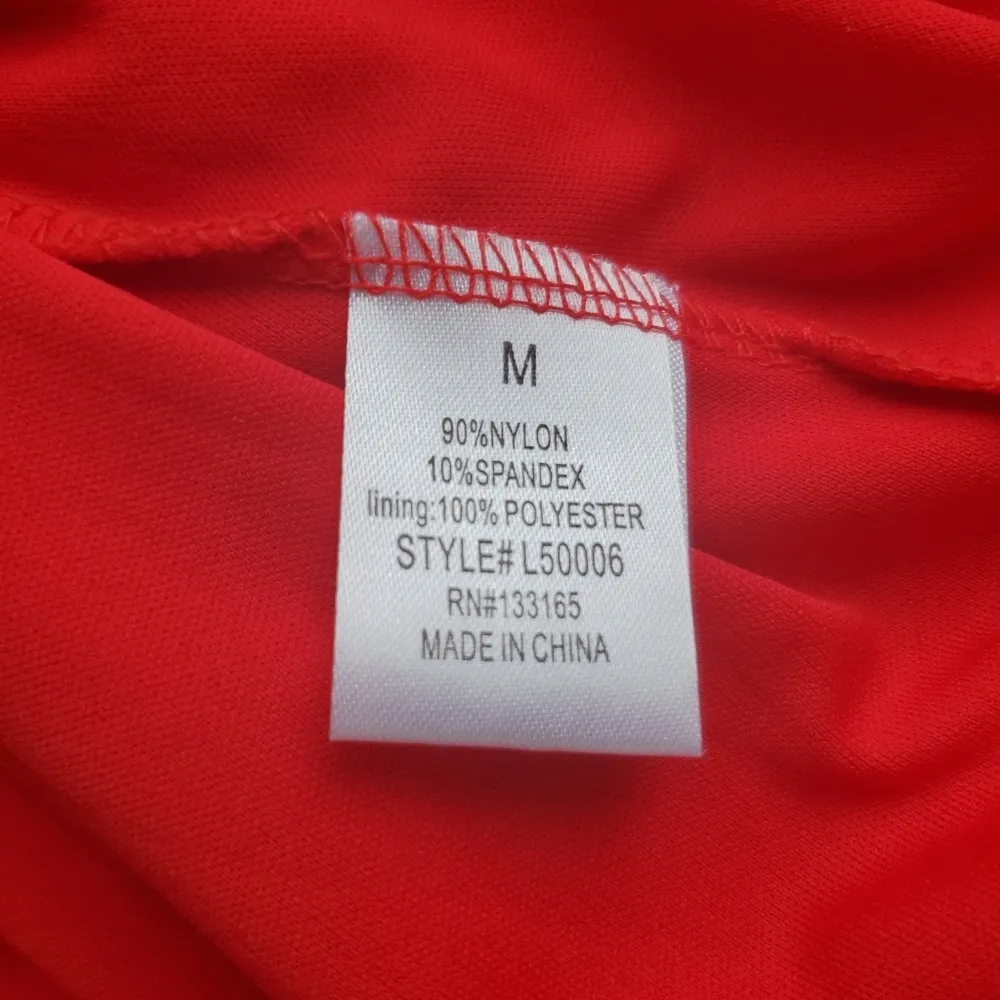 M
90%NYLON
10%SPANDEX
lining:100% POLYESTER
STYLE# L50006
RN#133165
MADE IN CHINA